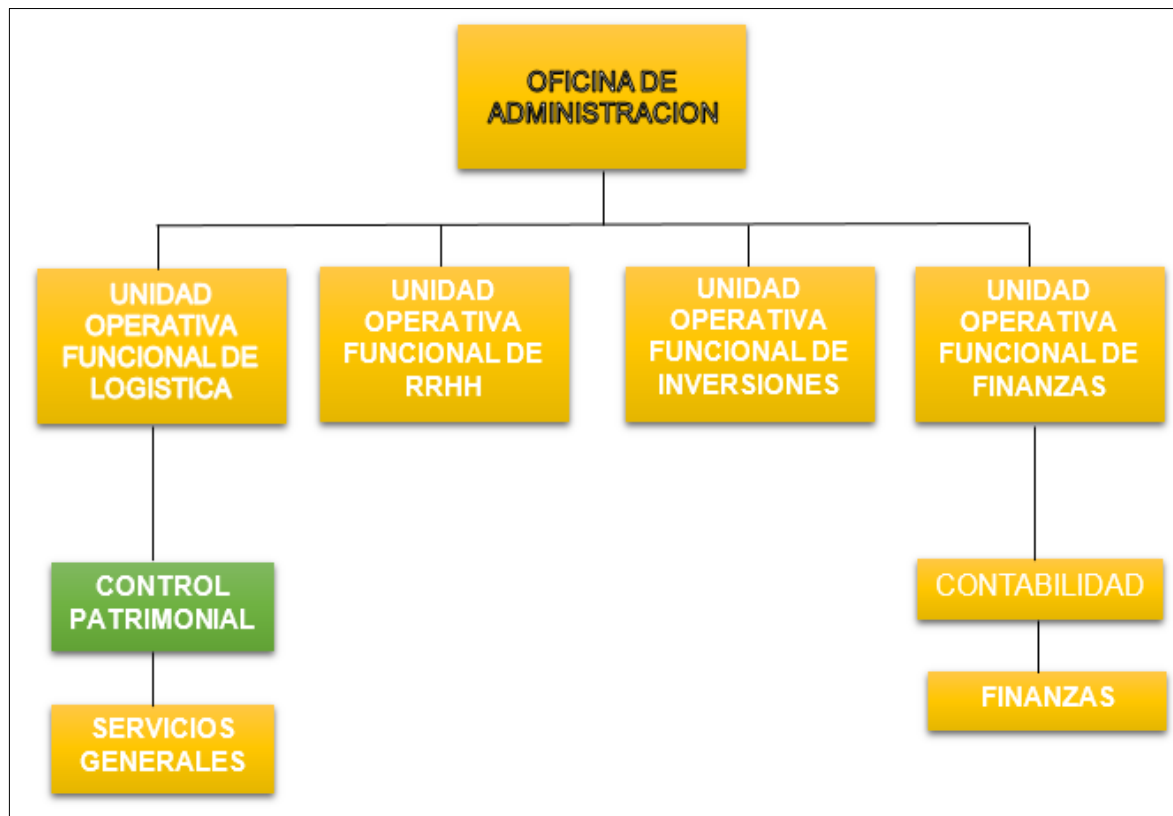 OFICINA DE
ADMINISTRACION
UNIDAD
OPERATIVA
FUNCIONAL DE
LOGISTICA
UNIDAD
OPERATIVA
FUNCIONAL DE
RRHH
UNIDAD
OPERATIVA
FUNCIONAL DE
INVERSIONES
UNIDAD
OPERATIVA
FUNCIONAL DE
FINANZAS
CONTROL
PATRIMONIAL
CONTABILIDAD
SERVICIOS
GENERALES
FINANZAS